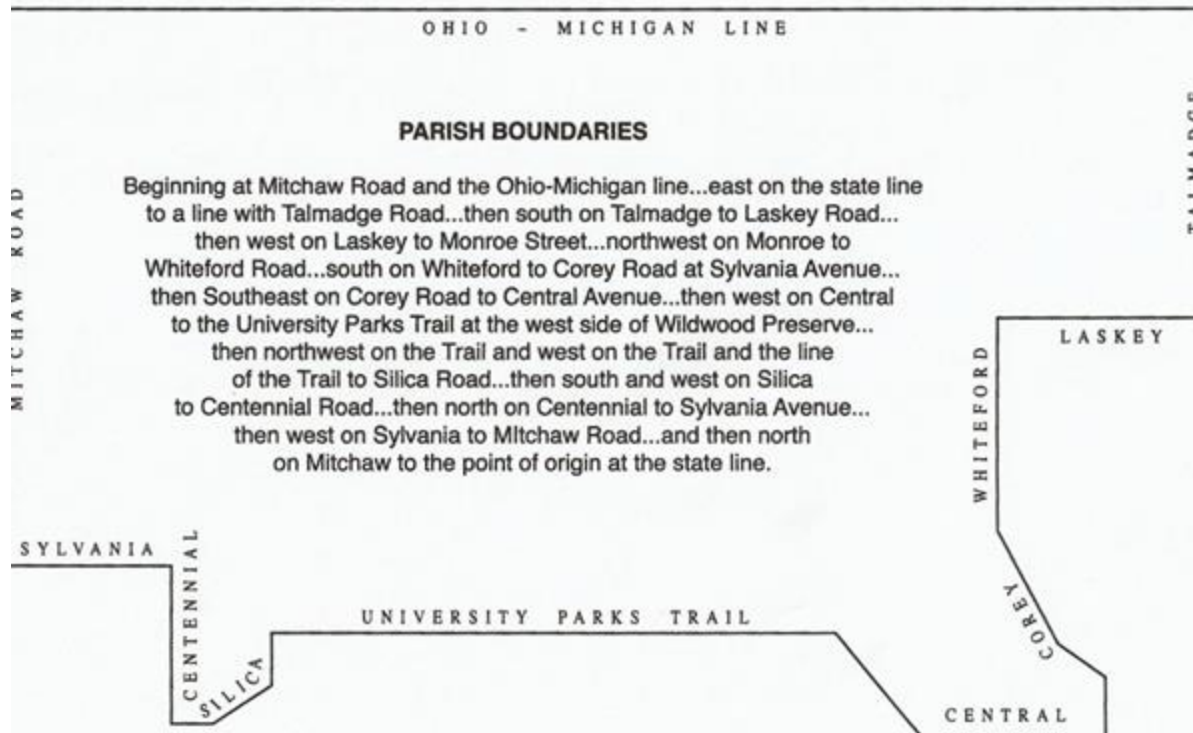 OHIO - MICHIGAN LINE
TALMADGE
PARISH BOUNDARIES
MITCHAW ROAD
Beginning at Mitchaw Road and the Ohio-Michigan line...east on the state line
to a line with Talmadge Road...then south on Talmadge to Laskey Road...
then west on Laskey to Monroe Street...northwest on Monroe to
Whiteford Road...south on Whiteford to Corey Road at Sylvania Avenue...
then Southeast on Corey Road to Central Avenue...then west on Central
to the University Parks Trail at the west side of Wildwood Preserve...
then northwest on the Trail and west on the Trail and the line
of the Trail to Silica Road...then south and west on Silica
to Centennial Road...then north on Centennial to Sylvania Avenue...
then west on Sylvania to MItchaw Road...and then north
on Mitchaw to the point of origin at the state line.
LASKEY
WHITEFORD
SYLVANIA
CENTENNIAL
SILICA
UNIVERSITY PARKS TRAIL
COREY
CENTRAL